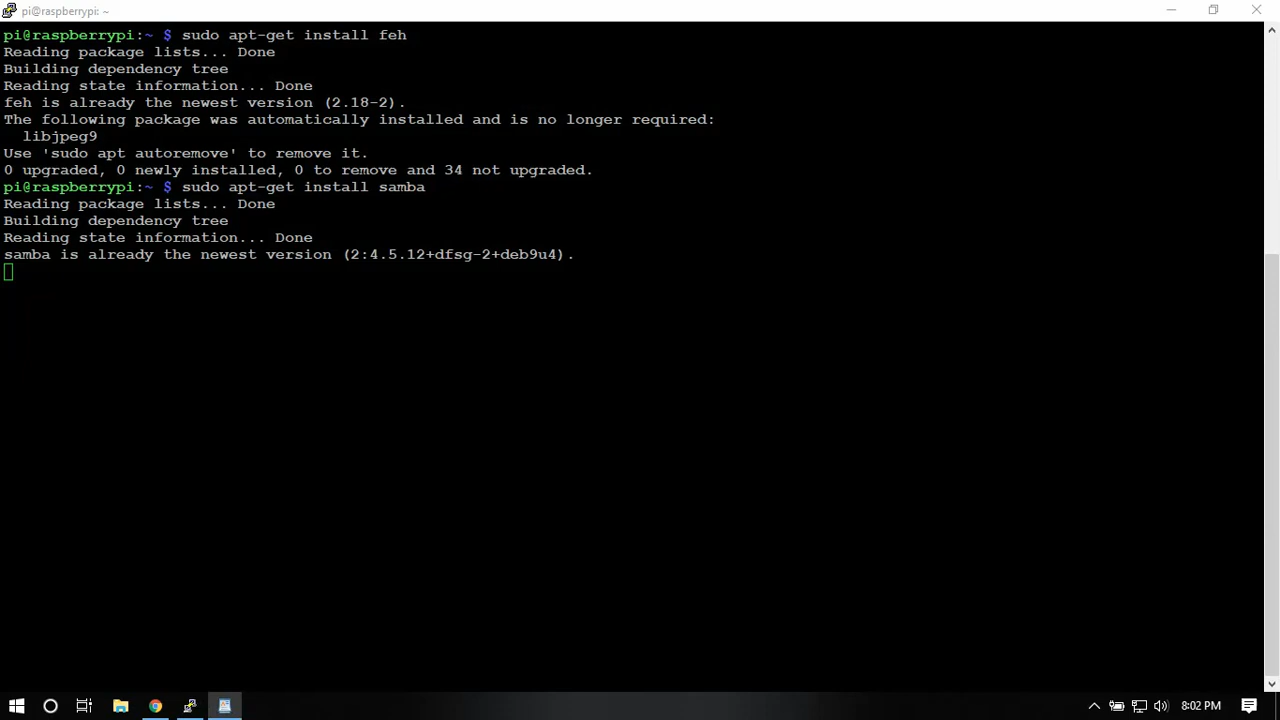 pi@raspberrypi: ~
pi@raspberrypi:~ $ sudo apt-get install feh
Reading package lists... Done
Building dependency tree
Reading state information... Done
feh is already the newest version (2.18-2).
The following package was automatically installed and is no longer required:
  libjpeg9
Use 'sudo apt autoremove' to remove it.
0 upgraded, 0 newly installed, 0 to remove and 34 not upgraded.
pi@raspberrypi:~ $ sudo apt-get install samba
Reading package lists... Done
Building dependency tree
Reading state information... Done
samba is already the newest version (2:4.5.12+dfsg-2+deb9u4).
8:02 PM